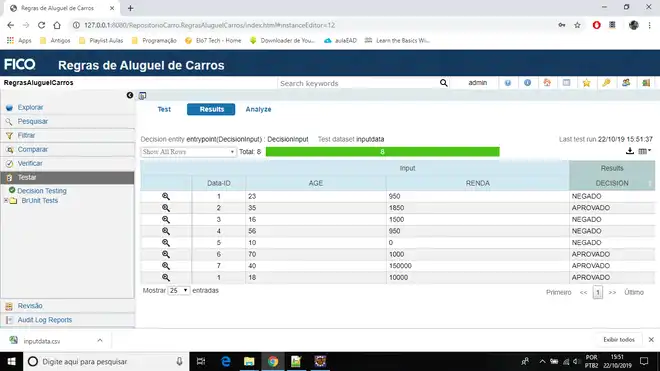 Regras de Aluguel de Carros
127.0.0.1:8080/RepositorioCarro.RegrasAluguelCarros/index.html#instanceEditor=12
Apps
Antigos
Playlist Aulas
Programação
Elo7 Tech - Home
Downloader de You...
aulaEAD
Learn the Basics Wi...
FICO Regras de Aluguel de Carros
RegrasAluguelCarros
Search keywords
admin
Explorar
Pesquisar
Filtrar
Comparar
Verificar
Testar
Decision Testing
BrUnit Tests
Revisão
Audit Log Reports
Test Results Analyze
Decision entity entrypoint(DecisionInput) : DecisionInput Test dataset inputdata Last test run 22/10/19 15:51:37
Show All Rows Total: 8 8
Input Results
Data-ID AGE RENDA DECISION
1 23 950 NEGADO
2 35 1850 APROVADO
3 16 1500 NEGADO
4 56 950 NEGADO
5 10 0 NEGADO
6 70 1000 APROVADO
7 40 150000 APROVADO
1 18 10000 APROVADO
Mostrar 25 entradas Primeiro << 1 >> Último
inputdata.csv
Exibir todos
Digite aqui para pesquisar
POR
PTB2
19:51
22/10/2019